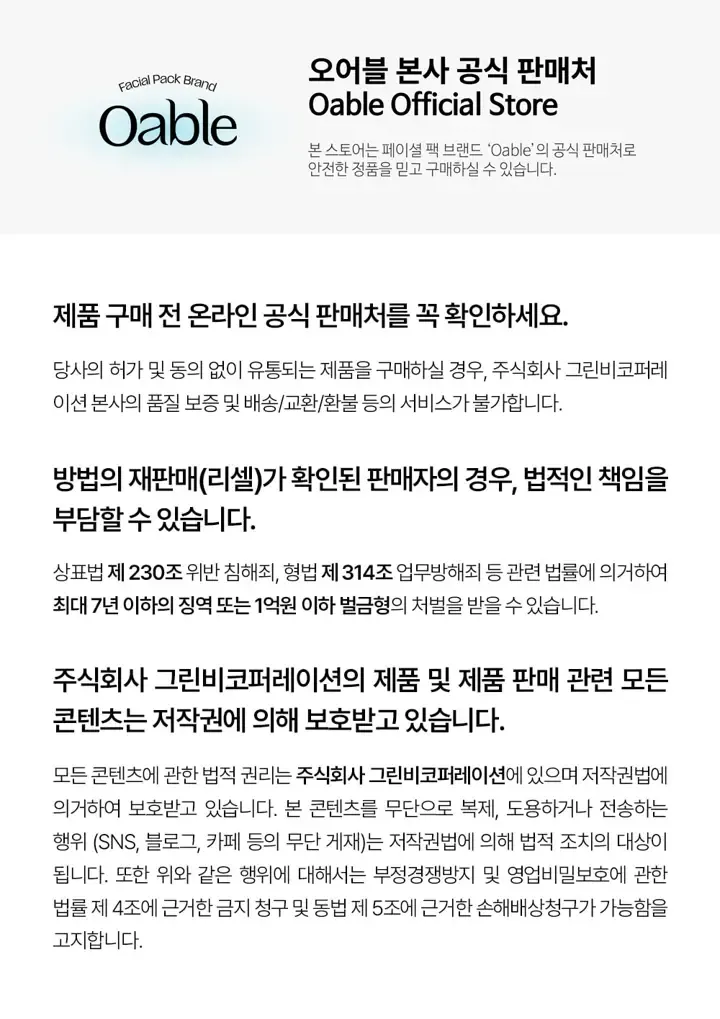 Facial Pack Brand
Oable
오어블 본사 공식 판매처
Oable Official Store
본 스토어는 페이셜 팩 브랜드 ‘Oable’의 공식 판매처로
안전한 정품을 믿고 구매하실 수 있습니다.
제품 구매 전 온라인 공식 판매처를 꼭 확인하세요.
당사의 허가 및 동의 없이 유통되는 제품을 구매하실 경우, 주식회사 그린비코퍼레
이션 본사의 품질 보증 및 배송/교환/환불 등의 서비스가 불가합니다.
방법의 재판매(리셀)가 확인된 판매자의 경우, 법적인 책임을
부담할 수 있습니다.
상표법 제 230조 위반 침해죄, 형법 제 314조 업무방해죄 등 관련 법률에 의거하여
최대 7년 이하의 징역 또는 1억원 이하 벌금형의 처벌을 받을 수 있습니다.
주식회사 그린비코퍼레이션의 제품 및 제품 판매 관련 모든
콘텐츠는 저작권에 의해 보호받고 있습니다.
모든 콘텐츠에 관한 법적 권리는 주식회사 그린비코퍼레이션에 있으며 저작권법에
의거하여 보호받고 있습니다. 본 콘텐츠를 무단으로 복제, 도용하거나 전송하는
행위 (SNS, 블로그, 카페 등의 무단 게재)는 저작권법에 의해 법적 조치의 대상이
됩니다. 또한 위와 같은 행위에 대해서는 부정경쟁방지 및 영업비밀보호에 관한
법률 제 4조에 근거한 금지 청구 및 동법 제 5조에 근거한 손해배상청구가 가능함을
고지합니다.